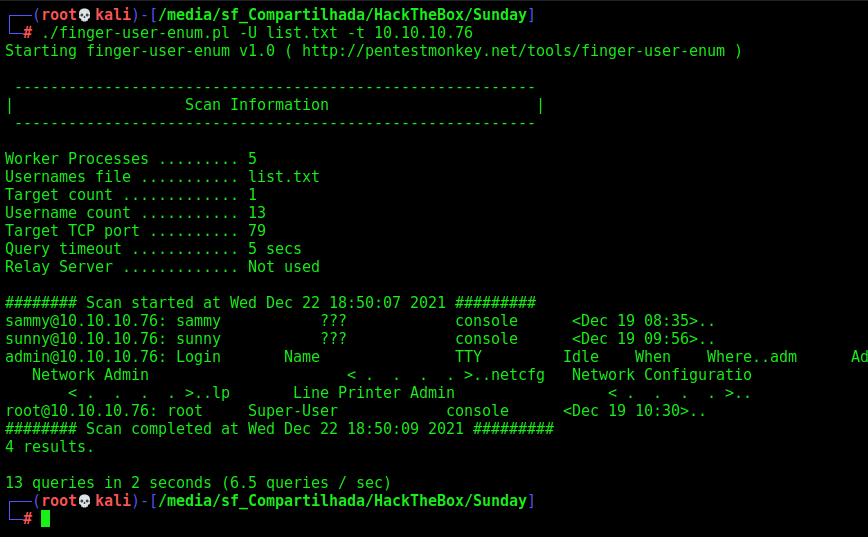 ┌──(root💀kali)-[/media/sf_Compartilhada/HackTheBox/Sunday]
└─# ./finger-user-enum.pl -U list.txt -t 10.10.10.76
Starting finger-user-enum v1.0 ( http://pentestmonkey.net/tools/finger-user-enum )

 ----------------------------------------------------------
|                   Scan Information                       |
 ----------------------------------------------------------

Worker Processes ......... 5
Usernames file ........... list.txt
Target count ............. 1
Username count ........... 13
Target TCP port .......... 79
Query timeout ............ 5 secs
Relay Server ............. Not used

######## Scan started at Wed Dec 22 18:50:07 2021 #########
sammy@10.10.10.76: sammy           ???               console      <Dec 19 08:35>..
sunny@10.10.10.76: sunny           ???               console      <Dec 19 09:56>..
admin@10.10.10.76: Login       Name               TTY         Idle    When    Where..adm      Ad
   Network Admin                      < .  .  .  . >..netcfg   Network Configuratio
       < .  .  .  . >..lp       Line Printer Admin                 < .  .  .  . >..
root@10.10.10.76: root     Super-User            console      <Dec 19 10:30>..
######## Scan completed at Wed Dec 22 18:50:09 2021 #########
4 results.

13 queries in 2 seconds (6.5 queries / sec)
┌──(root💀kali)-[/media/sf_Compartilhada/HackTheBox/Sunday]
└─#